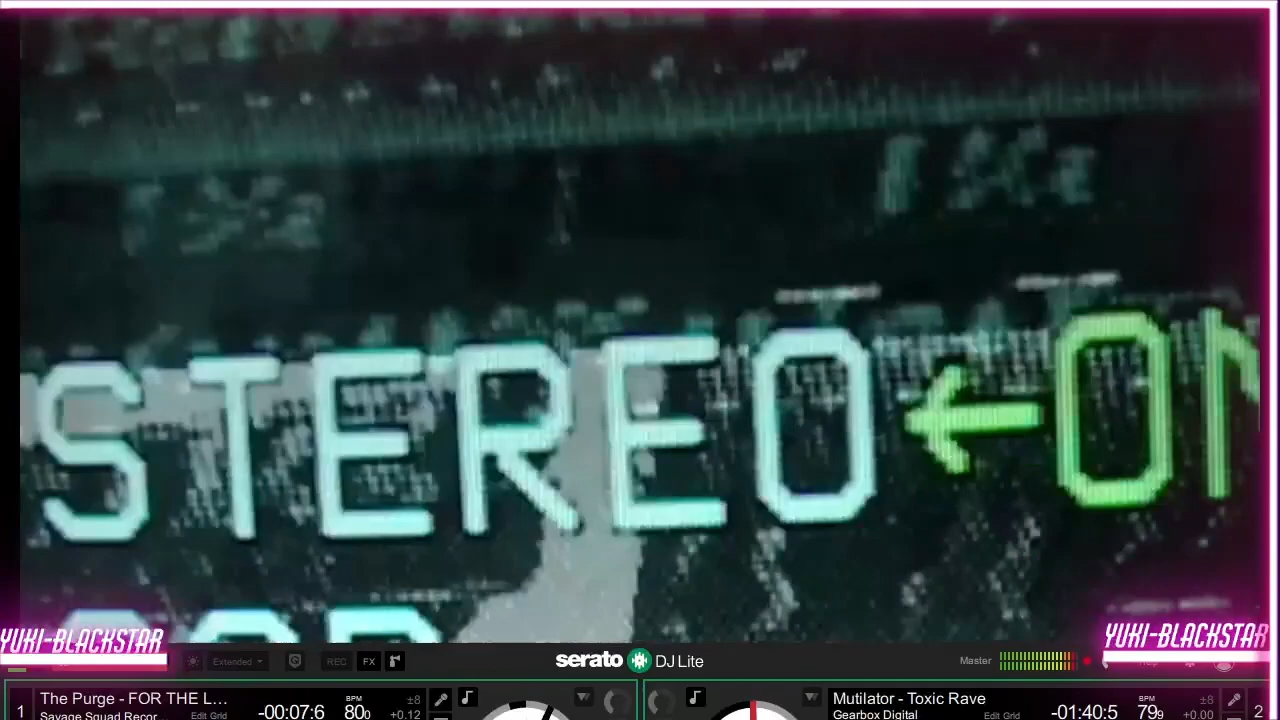 STEREO←ON
YUKI-BLACKSTAR
YUKI-BLACKSTAR
Extended
REC
FX
serato DJ Lite
Master
1
The Purge - FOR THE L...
Savage Squad Recor...
Edit Grid
-00:07:6
BPM
80.0
±8
+0.12
Mutilator - Toxic Rave
Gearbox Digital
Edit Grid
-01:40:5
BPM
79.0
±8
+0.00
2